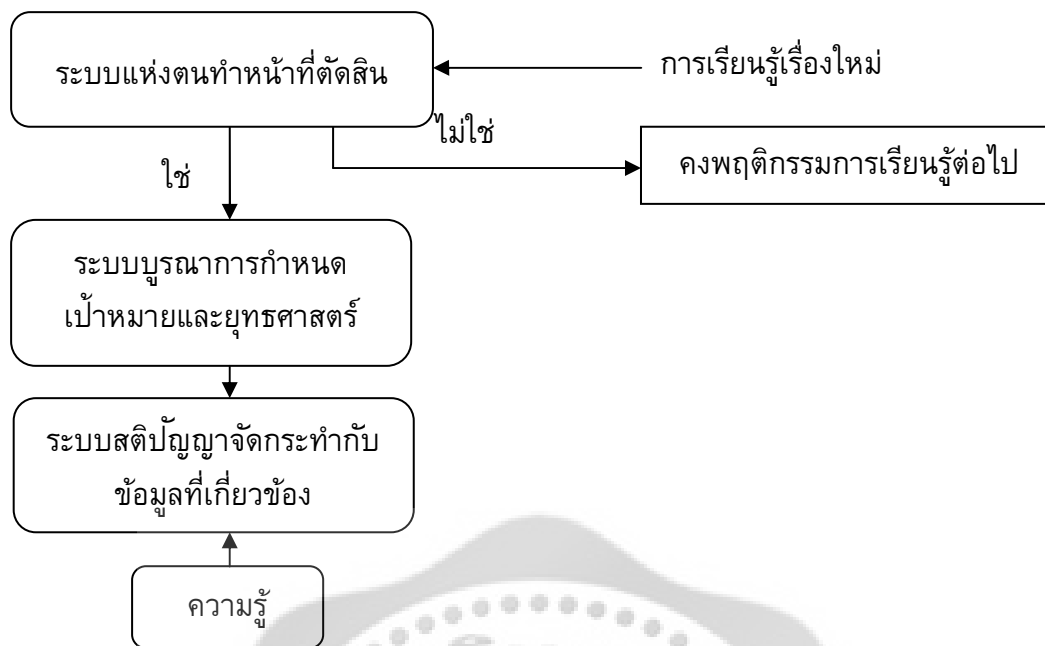 ระบบแห่งตนทำหน้าที่ตัดสิน
การเรียนรู้เรื่องใหม่
ไม่ใช่
คงพฤติกรรมการเรียนรู้ต่อไป
ใช่
ระบบบูรณาการกำหนด
เป้าหมายและยุทธศาสตร์
ระบบสติปัญญาจัดกระทำกับ
ข้อมูลที่เกี่ยวข้อง
ความรู้